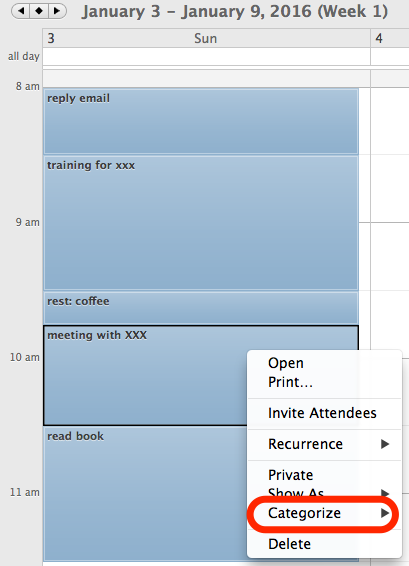 January 3 – January 9, 2016 (Week 1)
3 Sun 4
all day
8 am
reply email
training for xxx
9 am
rest: coffee
meeting with XXX
10 am
Open
Print...
Invite Attendees
Recurrence
read book
Private
Show As
11 am
Categorize
Delete